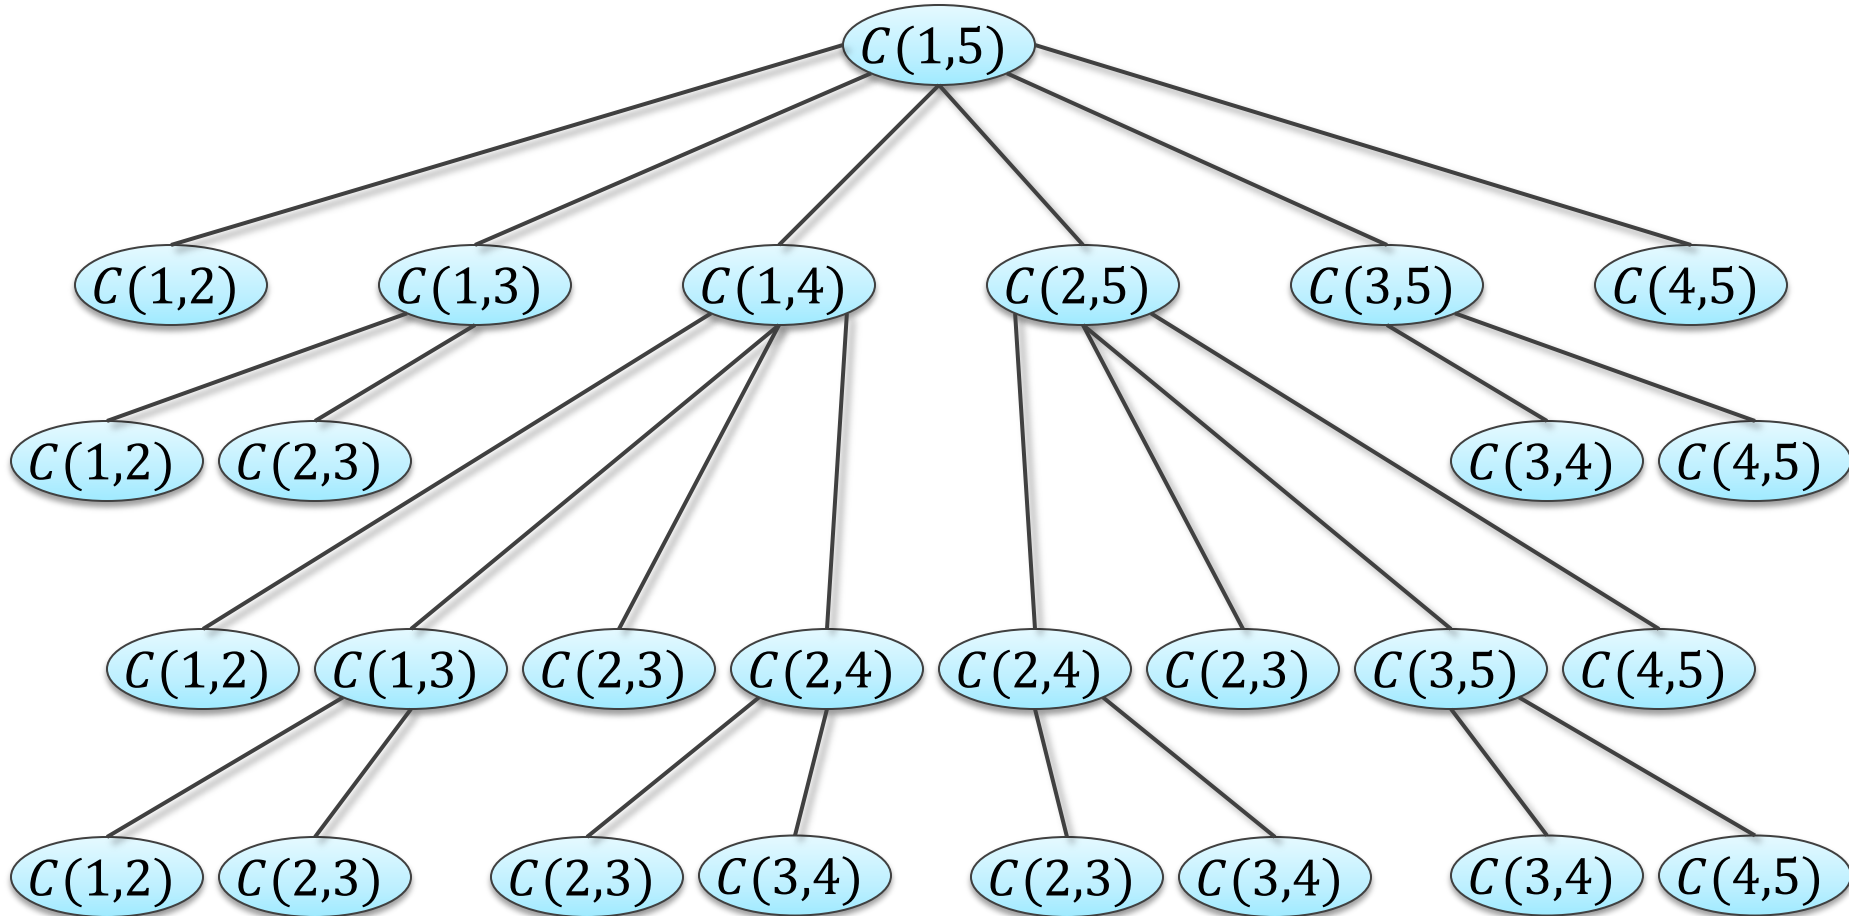 C(1,5)
C(1,2) C(1,3) C(1,4) C(2,5) C(3,5) C(4,5)
C(1,2) C(2,3) C(3,4) C(4,5)
C(1,2) C(1,3) C(2,3) C(2,4) C(2,4) C(2,3) C(3,5) C(4,5)
C(1,2) C(2,3) C(2,3) C(3,4) C(2,3) C(3,4) C(3,4) C(4,5)